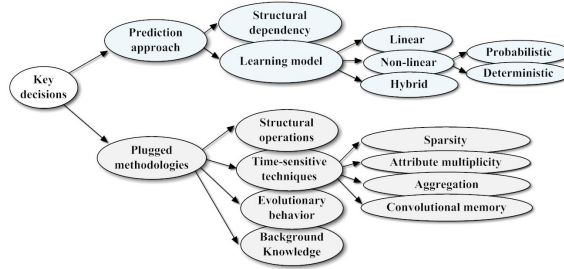 Key
decisions
Prediction
approach
Structural
dependency
Learning model
Linear
Non-linear
Hybrid
Probabilistic
Deterministic
Plugged
methodologies
Structural
operations
Time-sensitive
techniques
Evolutionary
behavior
Background
Knowledge
Sparsity
Attribute multiplicity
Aggregation
Convolutional memory